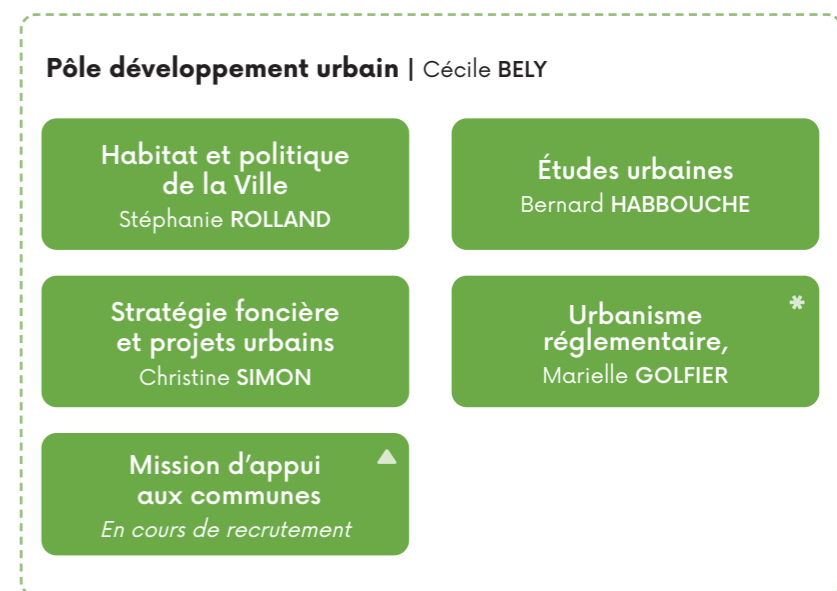 Pôle développement urbain | Cécile BELY
Habitat et politique
de la Ville
Stéphanie ROLLAND
Études urbaines
Bernard HABBOUCHE
Stratégie foncière
et projets urbains
Christine SIMON
*
Urbanisme
réglementaire,
Marielle GOLFIER
Mission d'appui
aux communes
En cours de recrutement